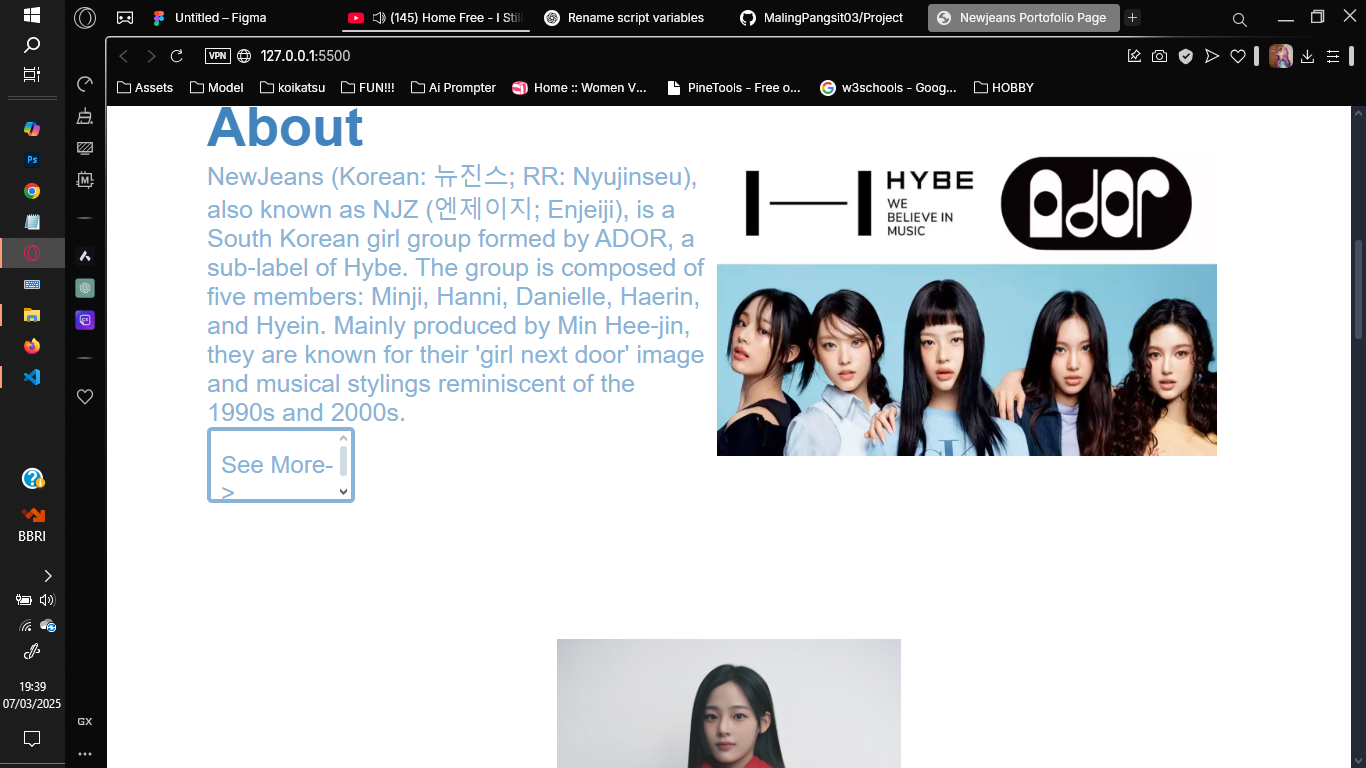 Untitled – Figma
(145) Home Free - I Still
Rename script variables
MalingPangsit03/Project
Newjeans Portofolio Page
VPN
127.0.0.1:5500
Assets
Model
koikatsu
FUN!!!
Ai Prompter
Home :: Women V...
PineTools - Free o...
w3schools - Goog...
HOBBY
About
NewJeans (Korean: 뉴진스; RR: Nyujinseu),
also known as NJZ (엔제이지; Enjeiji), is a
South Korean girl group formed by ADOR, a
sub-label of Hybe. The group is composed of
five members: Minji, Hanni, Danielle, Haerin,
and Hyein. Mainly produced by Min Hee-jin,
they are known for their 'girl next door' image
and musical stylings reminiscent of the
1990s and 2000s.
See More-
>
HYBE
WE
BELIEVE IN
MUSIC
ador
Ps
M
BBRI
19:39
07/03/2025
GX